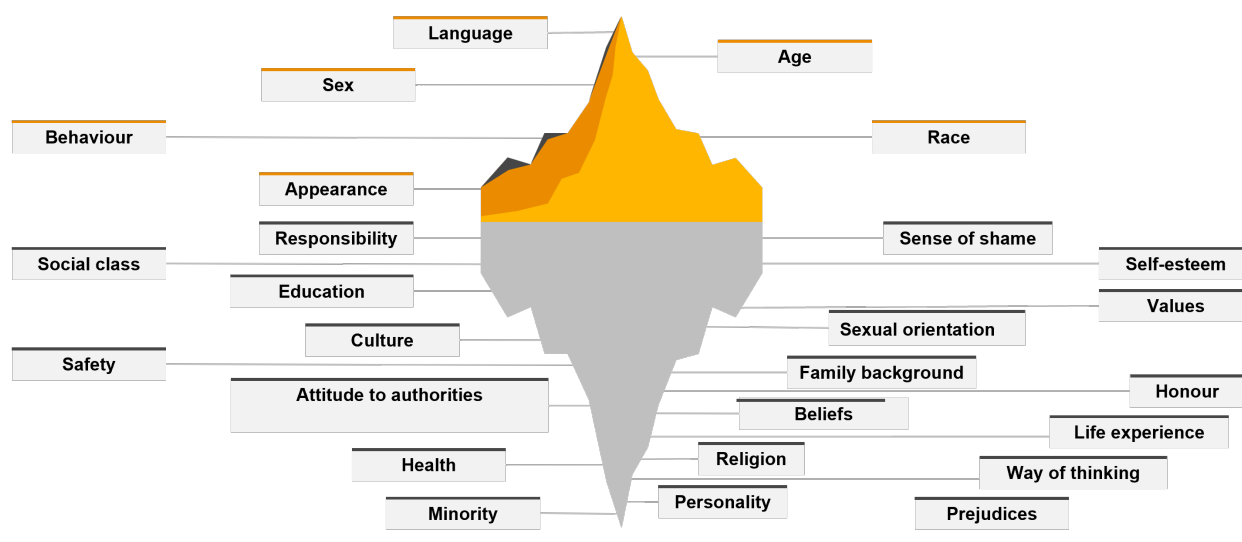 Language
Age
Sex
Behaviour
Race
Appearance
Responsibility
Sense of shame
Social class
Self-esteem
Education
Values
Sexual orientation
Culture
Safety
Family background
Honour
Attitude to authorities
Beliefs
Life experience
Religion
Health
Way of thinking
Personality
Minority
Prejudices